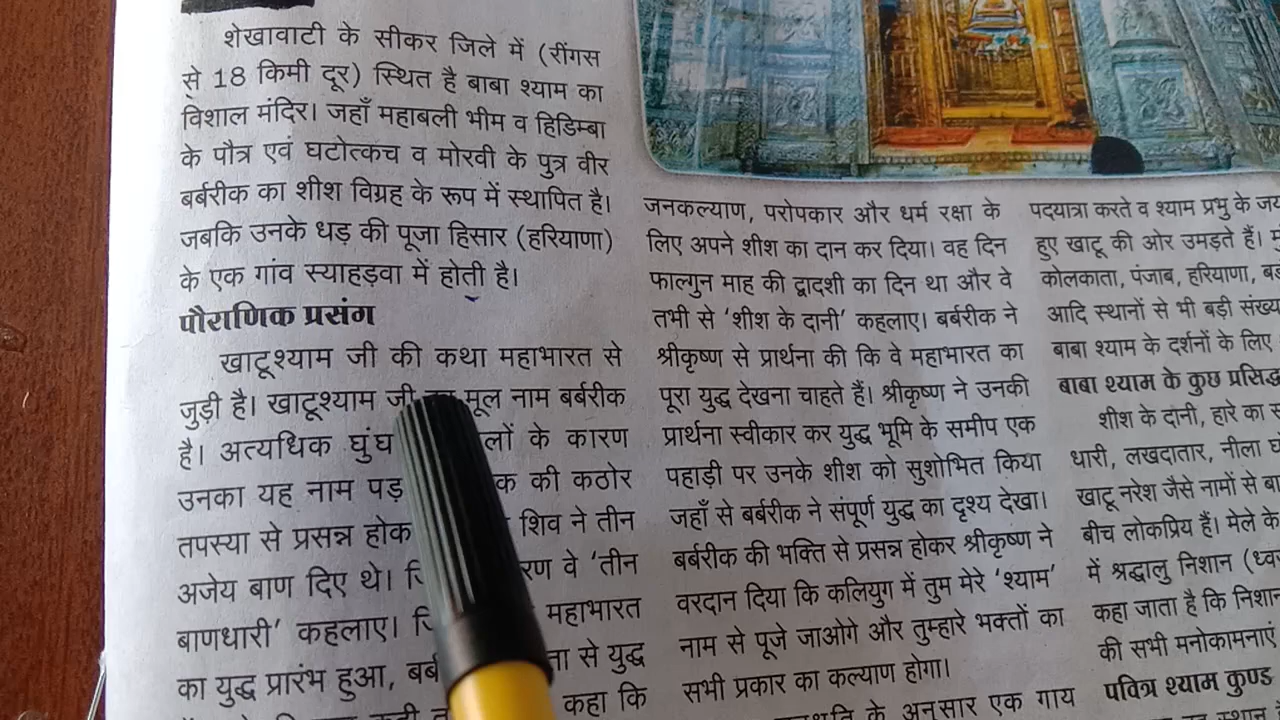 शेखावाटी के सीकर जिले में (रींगस
से 18 किमी दूर) स्थित है बाबा श्याम का
विशाल मंदिर। जहाँ महाबली भीम व हिडिम्बा
के पौत्र एवं घटोत्कच व मोरवी के पुत्र वीर
बर्बरीक का शीश विग्रह के रूप में स्थापित है।
जबकि उनके धड़ की पूजा हिसार (हरियाणा)
के एक गांव स्याहड़वा में होती है।
पौराणिक प्रसंग
खाटूश्याम जी की कथा महाभारत से
जुड़ी है। खाटूश्याम जी मूल नाम बर्बरीक
है। अत्यधिक के कारण
उनका यह नाम पड़ की कठोर
तपस्या से प्रसन्न शिव ने तीन
अजेय बाण दिए थे। वे ‘तीन
बाणधारी’ कहलाए। महाभारत
का युद्ध प्रारंभ हुआ, से युद्ध
कहा कि
जनकल्याण, परोपकार और धर्म रक्षा के
लिए अपने शीश का दान कर दिया। वह दिन
फाल्गुन माह की द्वादशी का दिन था और वे
तभी से ‘शीश के दानी’ कहलाए। बर्बरीक ने
श्रीकृष्ण से प्रार्थना की कि वे महाभारत का
पूरा युद्ध देखना चाहते हैं। श्रीकृष्ण ने उनकी
प्रार्थना स्वीकार कर युद्ध भूमि के समीप एक
पहाड़ी पर उनके शीश को सुशोभित किया
जहाँ से बर्बरीक ने संपूर्ण युद्ध का दृश्य देखा।
बर्बरीक की भक्ति से प्रसन्न होकर श्रीकृष्ण ने
वरदान दिया कि कलियुग में तुम मेरे ‘श्याम’
नाम से पूजे जाओगे और तुम्हारे भक्तों का
सभी प्रकार का कल्याण होगा।
के अनुसार एक गाय
पदयात्रा करते व श्याम प्रभु के
हुए खाटू की ओर उमड़ते हैं।
कोलकाता, पंजाब, हरियाणा,
आदि स्थानों से भी बड़ी
बाबा श्याम के दर्शनों के लिए
बाबा श्याम के कुछ प्रसिद्ध
शीश के दानी, हारे का
धारी, लखदातार, नीला
खाटू नरेश जैसे नामों से
बीच लोकप्रिय हैं। मेले के
में श्रद्धालु निशान
कहा जाता है कि निशान
की सभी मनोकामनाएं
पवित्र श्याम कुण्ड